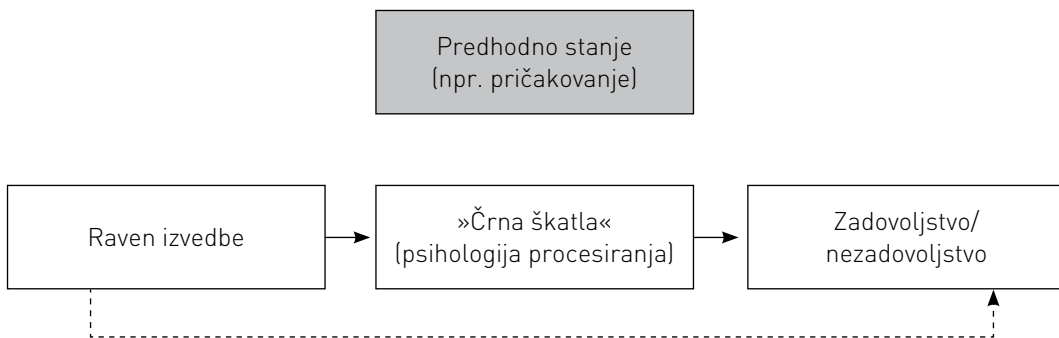 Predhodno stanje
(npr. pričakovanje)
Raven izvedbe
»Črna škatla«
(psihologija procesiranja)
Zadovoljstvo/
nezadovoljstvo